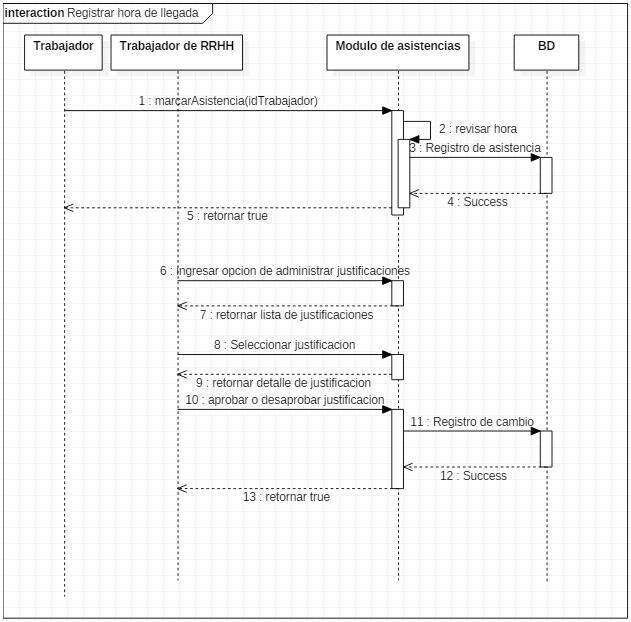 interaction Registrar hora de llegada
Trabajador
Trabajador de RRHH
Modulo de asistencias
BD
1 : marcarAsistencia(idTrabajador)
2 : revisar hora
3 : Registro de asistencia
4 : Success
5 : retornar true
6 : Ingresar opcion de administrar justificaciones
7 : retornar lista de justificaciones
8 : Seleccionar justificacion
9 : retornar detalle de justificacion
10 : aprobar o desaprobar justificacion
11 : Registro de cambio
12 : Success
13 : retornar true